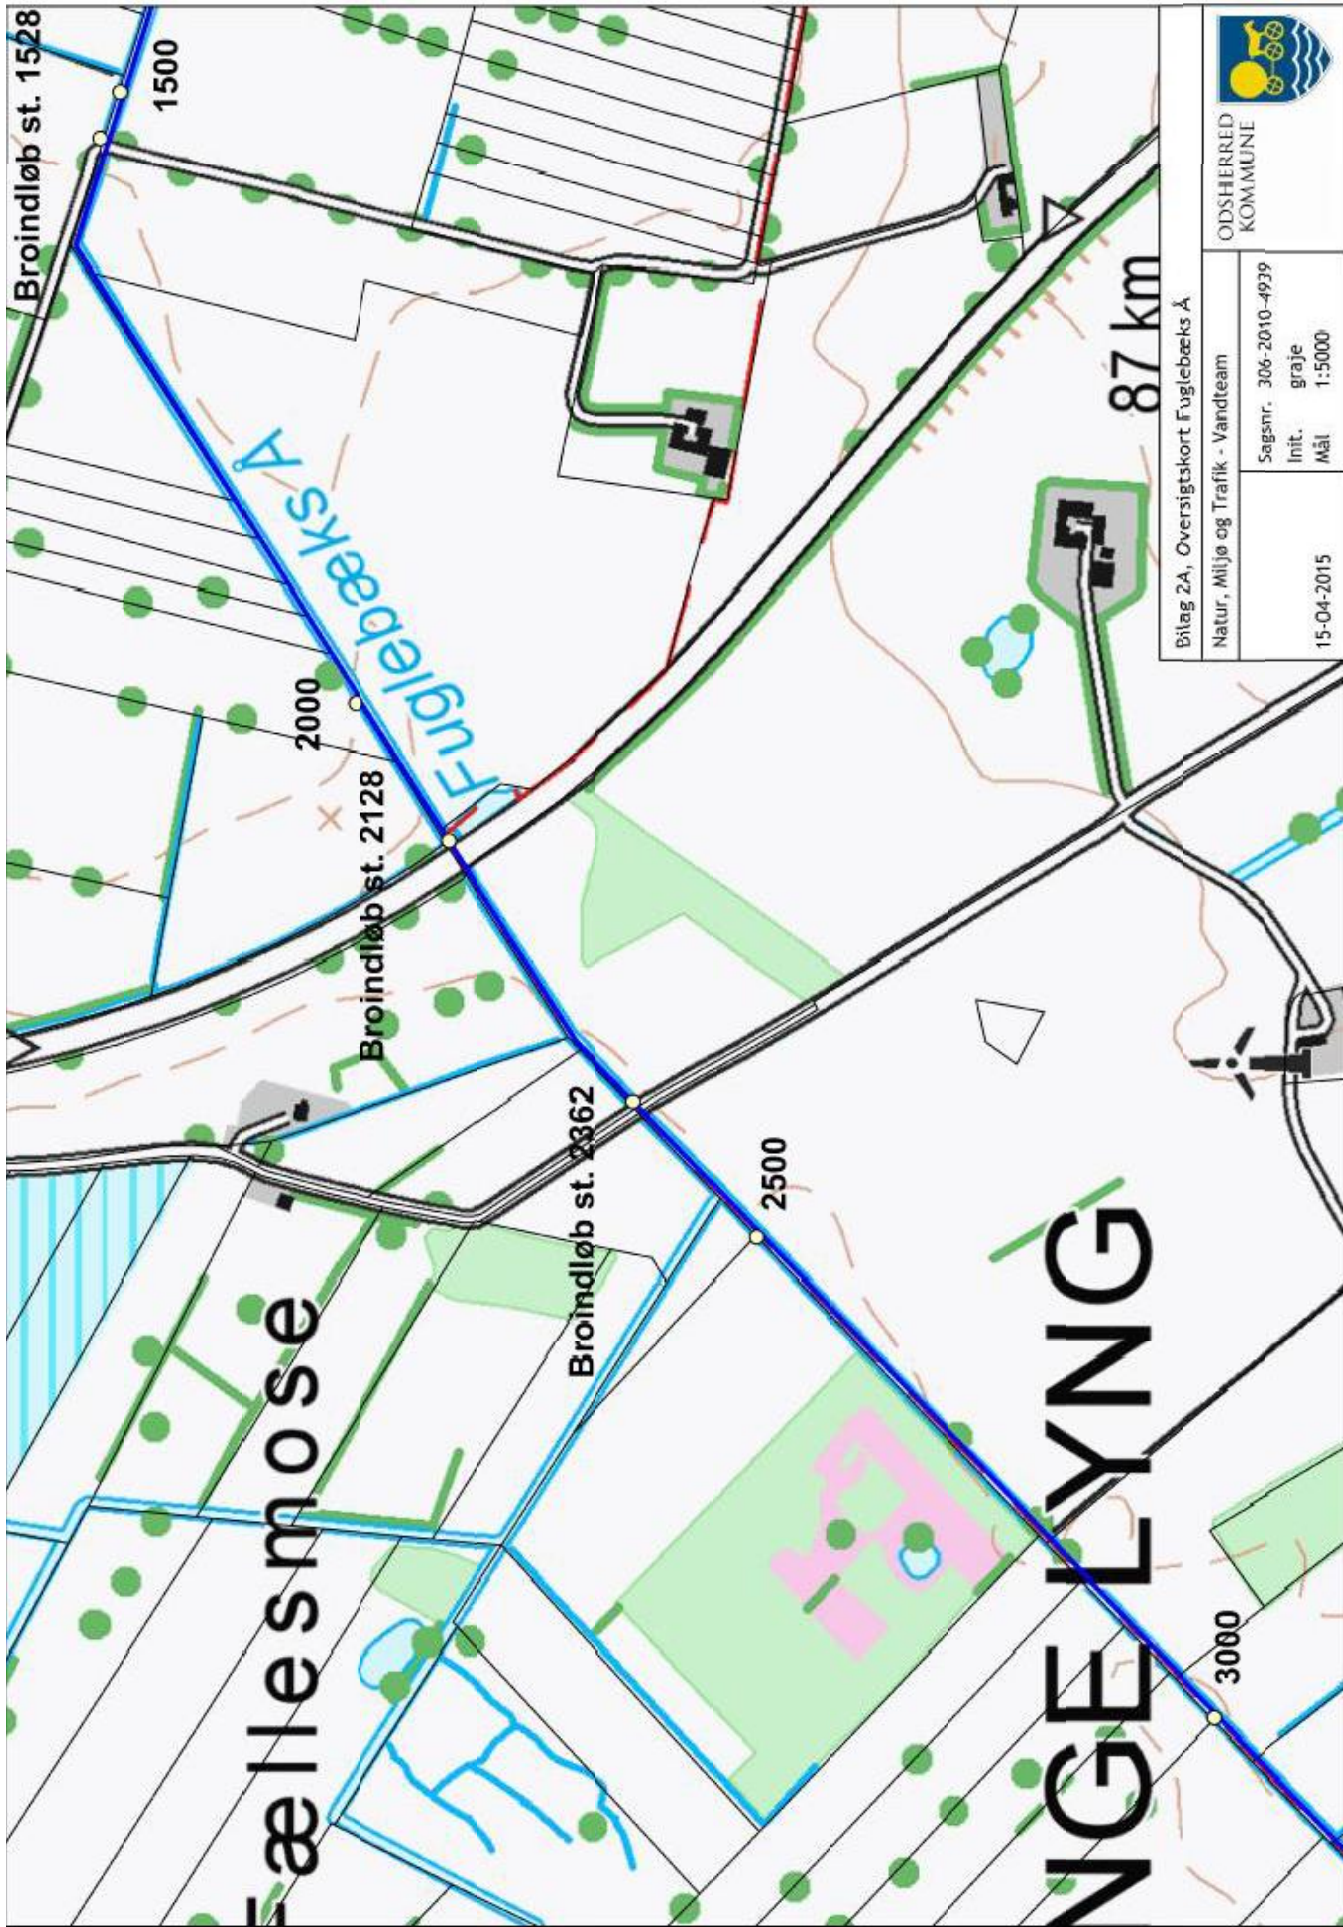 Broindløb st. 1528
1500
Fuglebæks Å
2000
Broindløb st. 2128
Broindløb st. 2362
2500
3000
87 km
Fællesmose
NGE LYNG
Bilag 2A, Oversigtskort Fuglebæks Å
Natur, Miljø og Trafik - Vandteam
ODSHERRED
KOMMUNE
Sagsnr. 306-2010-4939
Init. graje
15-04-2015 Mål 1:5000